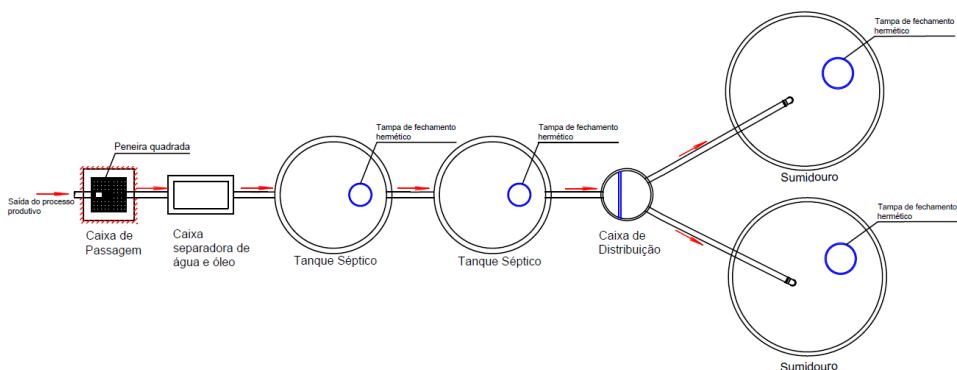 Saída do processo
produtivo
Peneira quadrada
Caixa de
Passagem
Caixa
separadora de
água e óleo
Tampa de fechamento
hermético
Tanque Séptico
Tampa de fechamento
hermético
Tanque Séptico
Caixa de
Distribuição
Tampa de fechamento
hermético
Sumidouro
Tampa de fechamento
hermético
Sumidouro